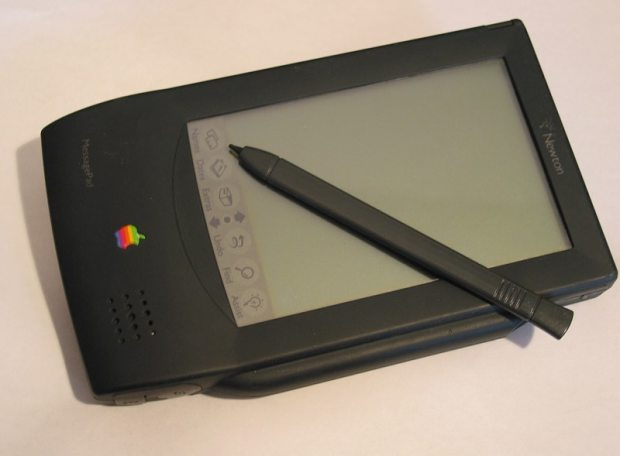 MessagePad
Names
Dates
Extras
Undo
Find
Assist
Newton